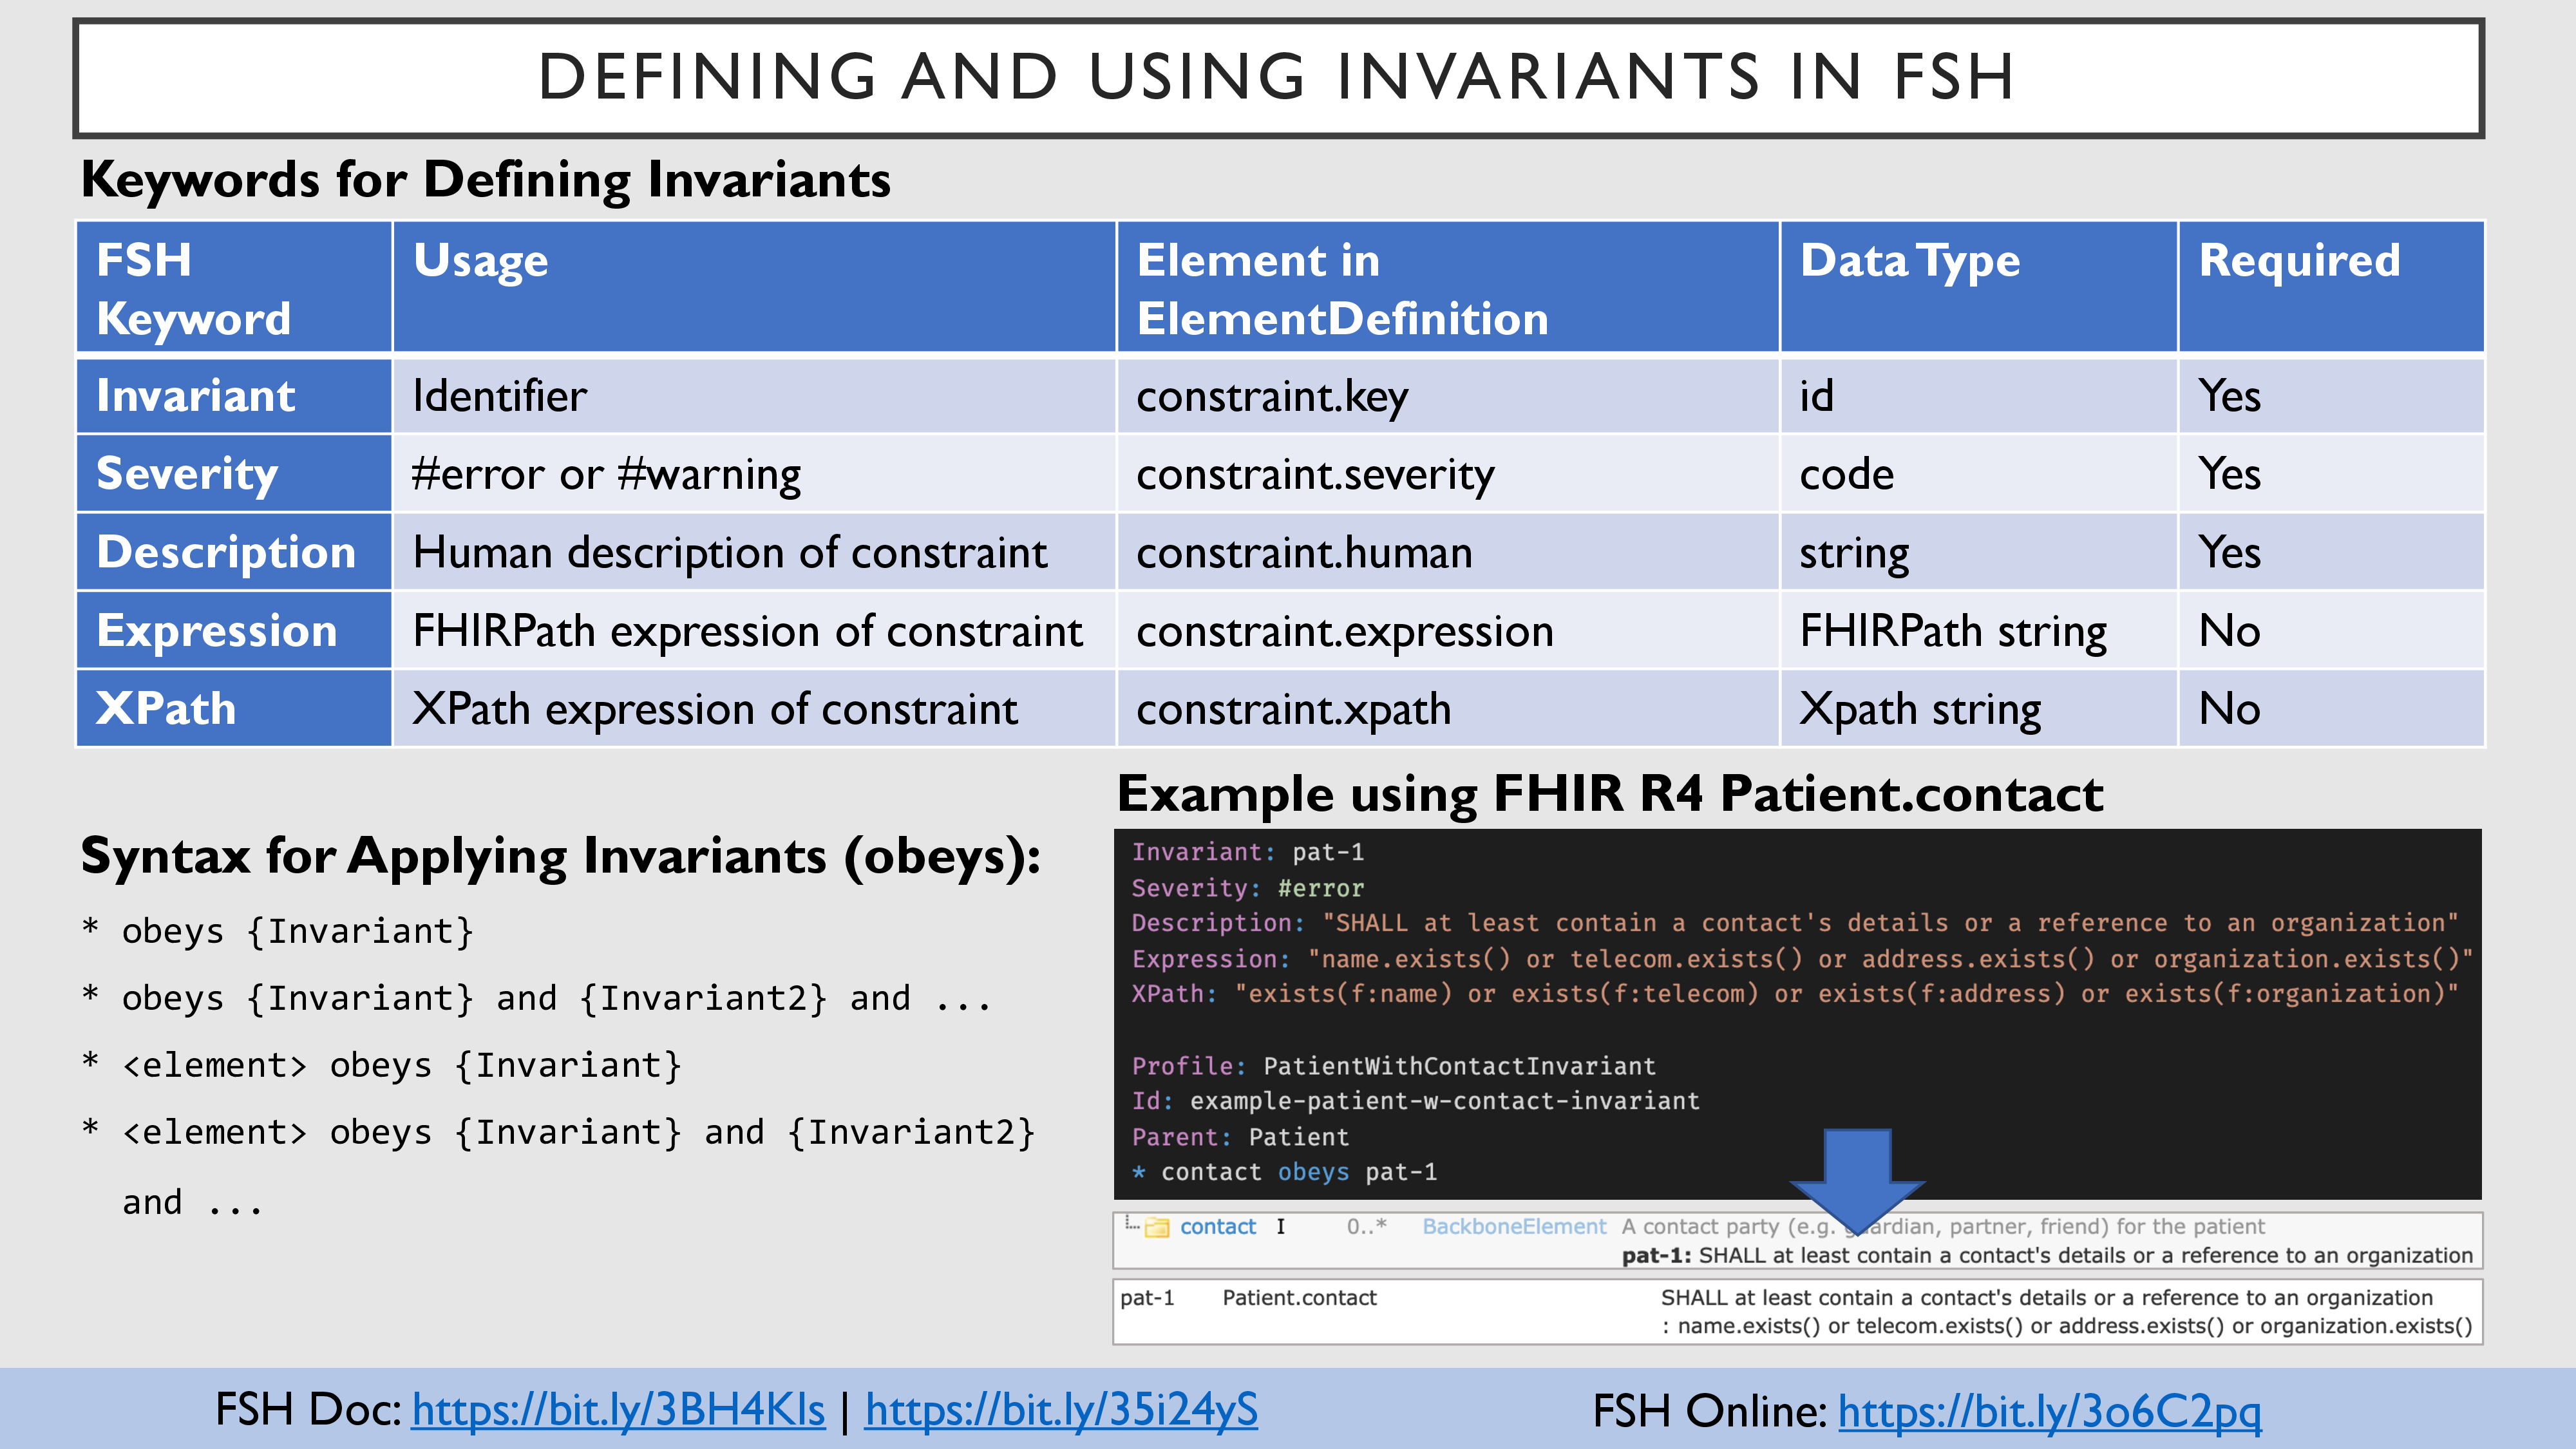 DEFINING AND USING INVARIANTS IN FSH
Keywords for Defining Invariants
FSH Keyword | Usage | Element in ElementDefinition | Data Type | Required
Invariant | Identifier | constraint.key | id | Yes
Severity | #error or #warning | constraint.severity | code | Yes
Description | Human description of constraint | constraint.human | string | Yes
Expression | FHIRPath expression of constraint | constraint.expression | FHIRPath string | No
XPath | XPath expression of constraint | constraint.xpath | Xpath string | No
Syntax for Applying Invariants (obeys):
* obeys {Invariant}
* obeys {Invariant} and {Invariant2} and ...
* <element> obeys {Invariant}
* <element> obeys {Invariant} and {Invariant2}
and ...
Example using FHIR R4 Patient.contact
Invariant: pat-1
Severity: #error
Description: "SHALL at least contain a contact's details or a reference to an organization"
Expression: "name.exists() or telecom.exists() or address.exists() or organization.exists()"
XPath: "exists(f:name) or exists(f:telecom) or exists(f:address) or exists(f:organization)"
Profile: PatientWithContactInvariant
Id: example-patient-w-contact-invariant
Parent: Patient
* contact obeys pat-1
contact I 0..* BackboneElement A contact party (e.g. guardian, partner, friend) for the patient
pat-1: SHALL at least contain a contact's details or a reference to an organization
pat-1 Patient.contact SHALL at least contain a contact's details or a reference to an organization
: name.exists() or telecom.exists() or address.exists() or organization.exists()
FSH Doc: https://bit.ly/3BH4KIs | https://bit.ly/35i24yS
FSH Online: https://bit.ly/3o6C2pq